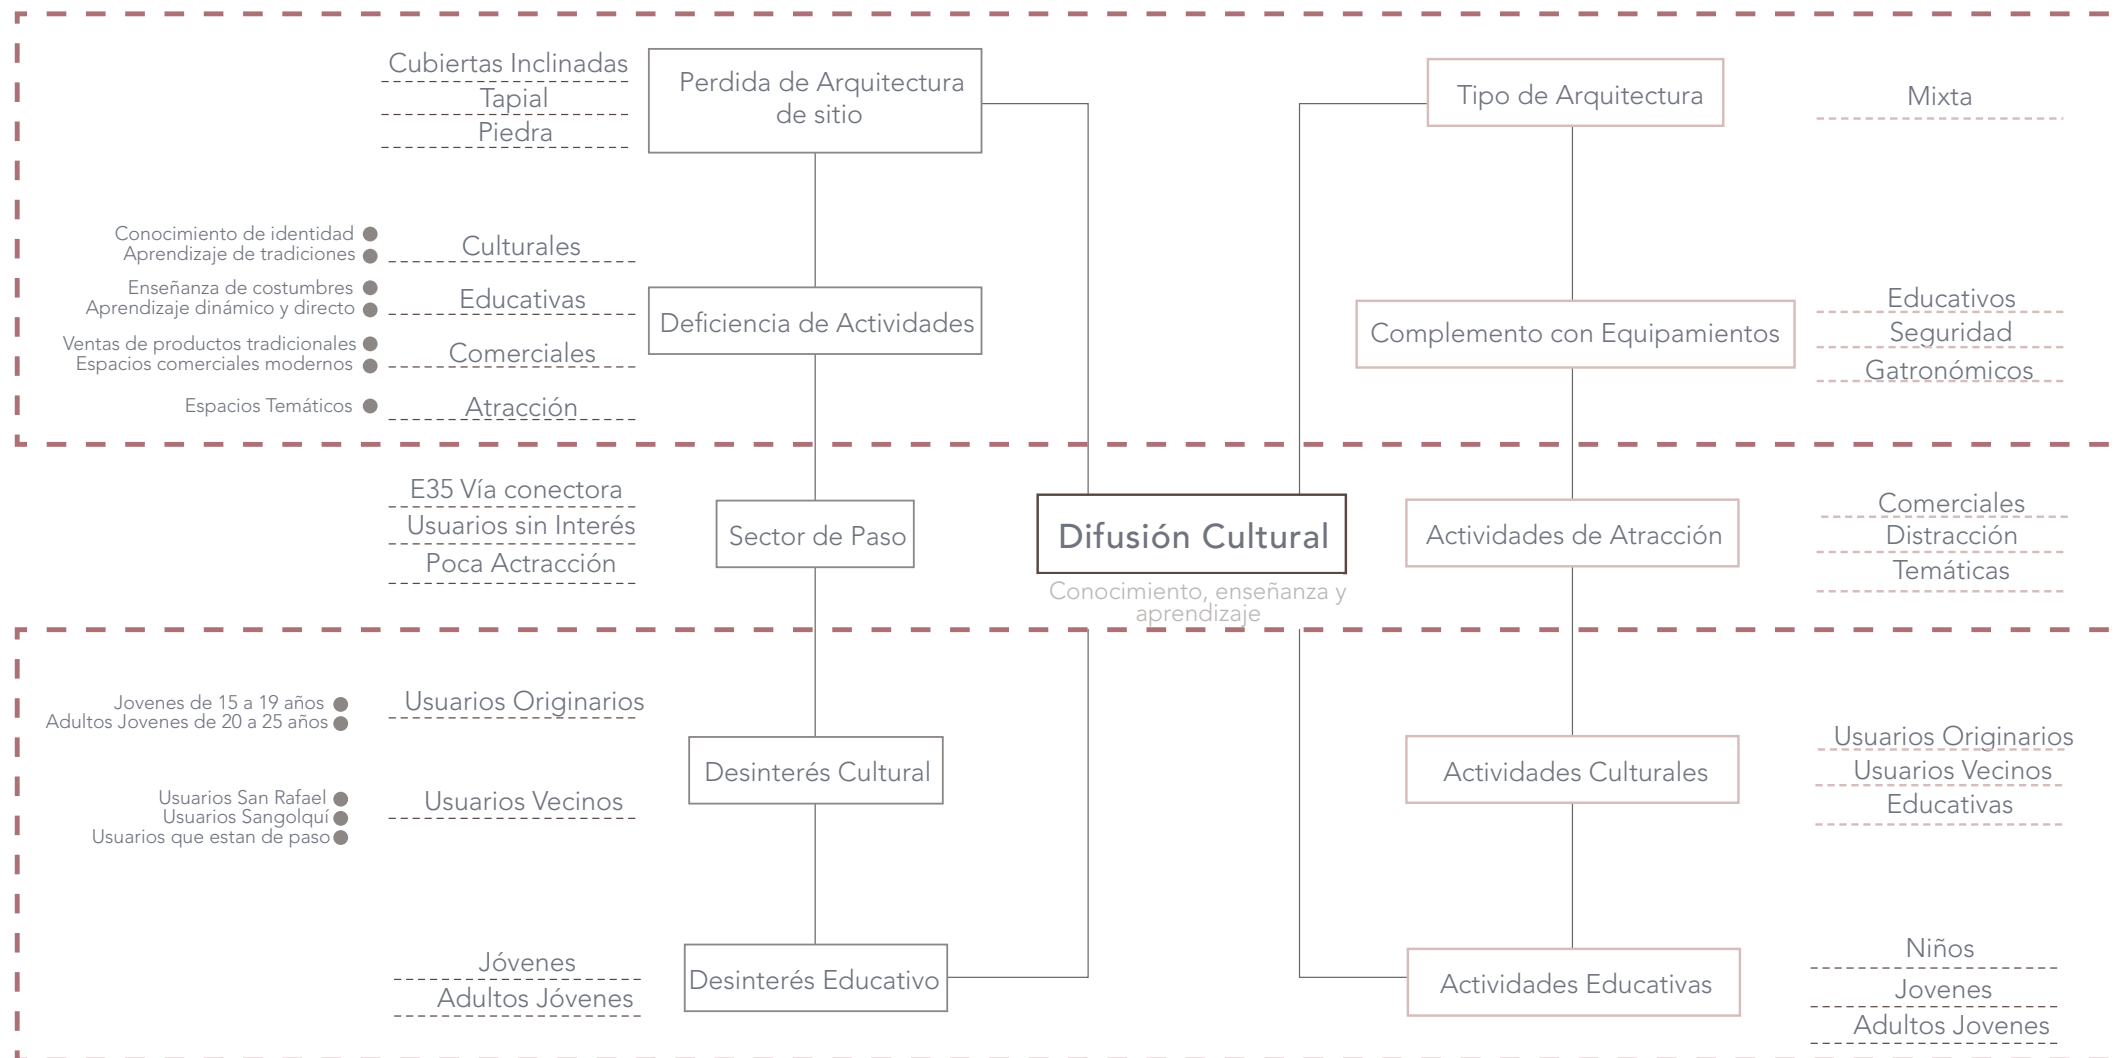 Cubiertas Inclinadas
Tapial
Piedra
Perdida de Arquitectura
de sitio
Conocimiento de identidad
Aprendizaje de tradiciones
Culturales
Enseñanza de costumbres
Aprendizaje dinámico y directo
Educativas
Ventas de productos tradicionales
Espacios comerciales modernos
Comerciales
Espacios Temáticos
Atracción
Deficiencia de Actividades
E35 Vía conectora
Usuarios sin Interés
Poca Actracción
Sector de Paso
Jovenes de 15 a 19 años
Adultos Jovenes de 20 a 25 años
Usuarios Originarios
Usuarios San Rafael
Usuarios Sangolquí
Usuarios que estan de paso
Usuarios Vecinos
Desinterés Cultural
Jóvenes
Adultos Jóvenes
Desinterés Educativo
Difusión Cultural
Conocimiento, enseñanza y
aprendizaje
Tipo de Arquitectura
Mixta
Complemento con Equipamientos
Educativos
Seguridad
Gatronómicos
Actividades de Atracción
Comerciales
Distracción
Temáticas
Actividades Culturales
Usuarios Originarios
Usuarios Vecinos
Educativas
Actividades Educativas
Niños
Jovenes
Adultos Jovenes